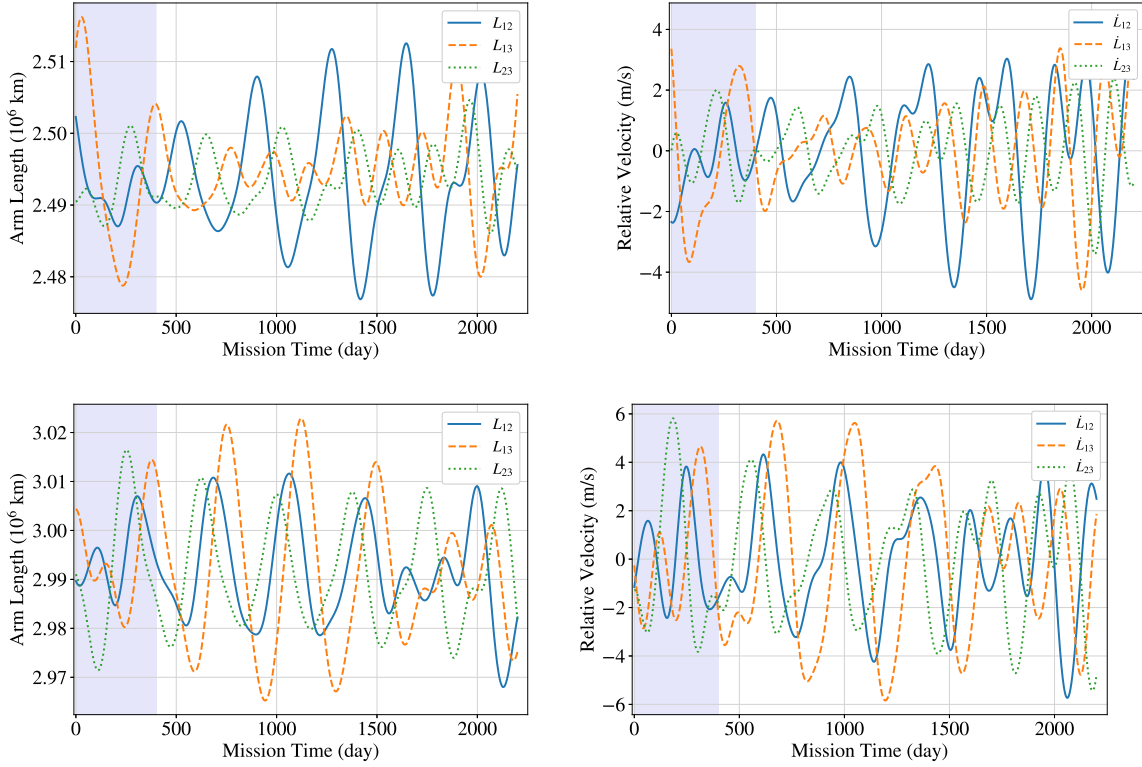 2.51
2.50
2.49
2.48
Arm Length (10⁶ km)
0 500 1000 1500 2000
Mission Time (day)
L₁₂
L₁₃
L₂₃
4
2
0
−2
−4
Relative Velocity (m/s)
0 500 1000 1500 2000
Mission Time (day)
L̇₁₂
L̇₁₃
L̇₂₃
3.02
3.01
3.00
2.99
2.98
2.97
Arm Length (10⁶ km)
0 500 1000 1500 2000
Mission Time (day)
L₁₂
L₁₃
L₂₃
6
4
2
0
−2
−4
−6
Relative Velocity (m/s)
0 500 1000 1500 2000
Mission Time (day)
L̇₁₂
L̇₁₃
L̇₂₃